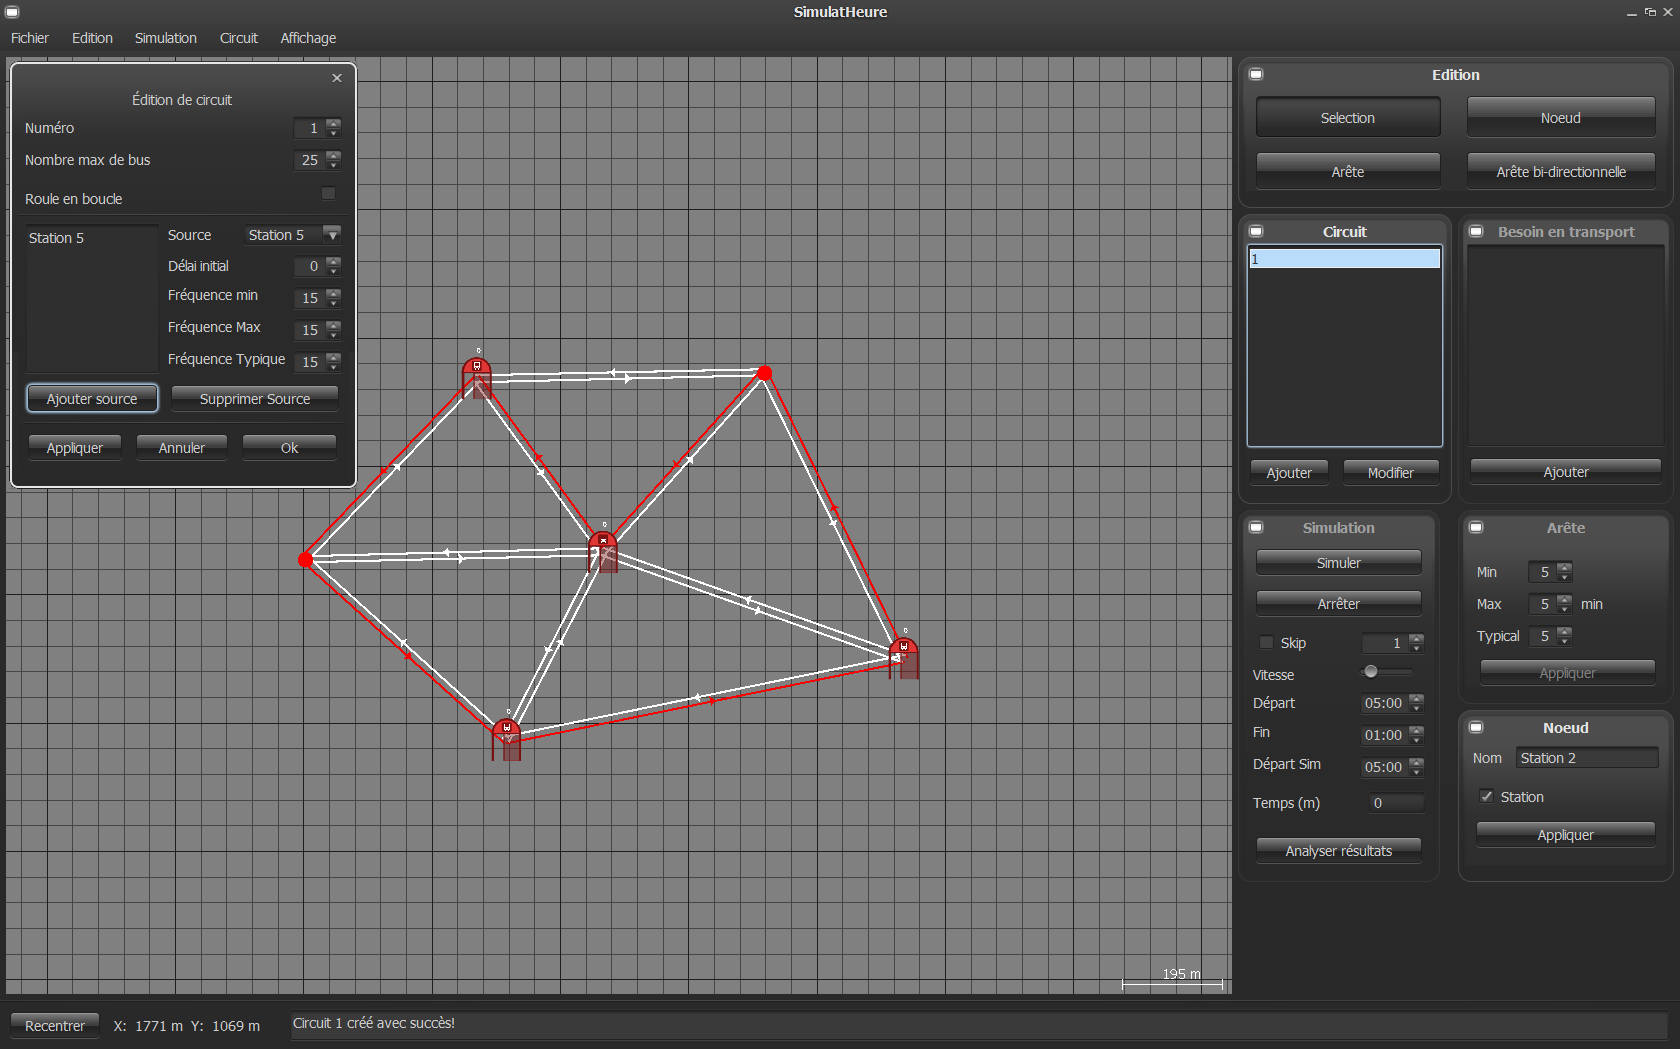 SimulatHeure
Fichier Edition Simulation Circuit Affichage
Édition de circuit
Numéro 1
Nombre max de bus 25
Roule en boucle
Station 5
Source Station 5
Délai initial 0
Fréquence min 15
Fréquence Max 15
Fréquence Typique 15
Ajouter source Supprimer Source
Appliquer Annuler Ok
0
0
0
0
195 m
Edition
Selection Noeud
Arête Arête bi-directionnelle
Circuit
1
Ajouter Modifier
Besoin en transport
Ajouter
Simulation
Simuler
Arrêter
Skip 1
Vitesse
Départ 05:00
Fin 01:00
Départ Sim 05:00
Temps (m) 0
Analyser résultats
Arête
Min 5
Max 5 min
Typical 5
Appliquer
Noeud
Nom Station 2
Station
Appliquer
Recentrer X: 1771 m Y: 1069 m Circuit 1 créé avec succès!